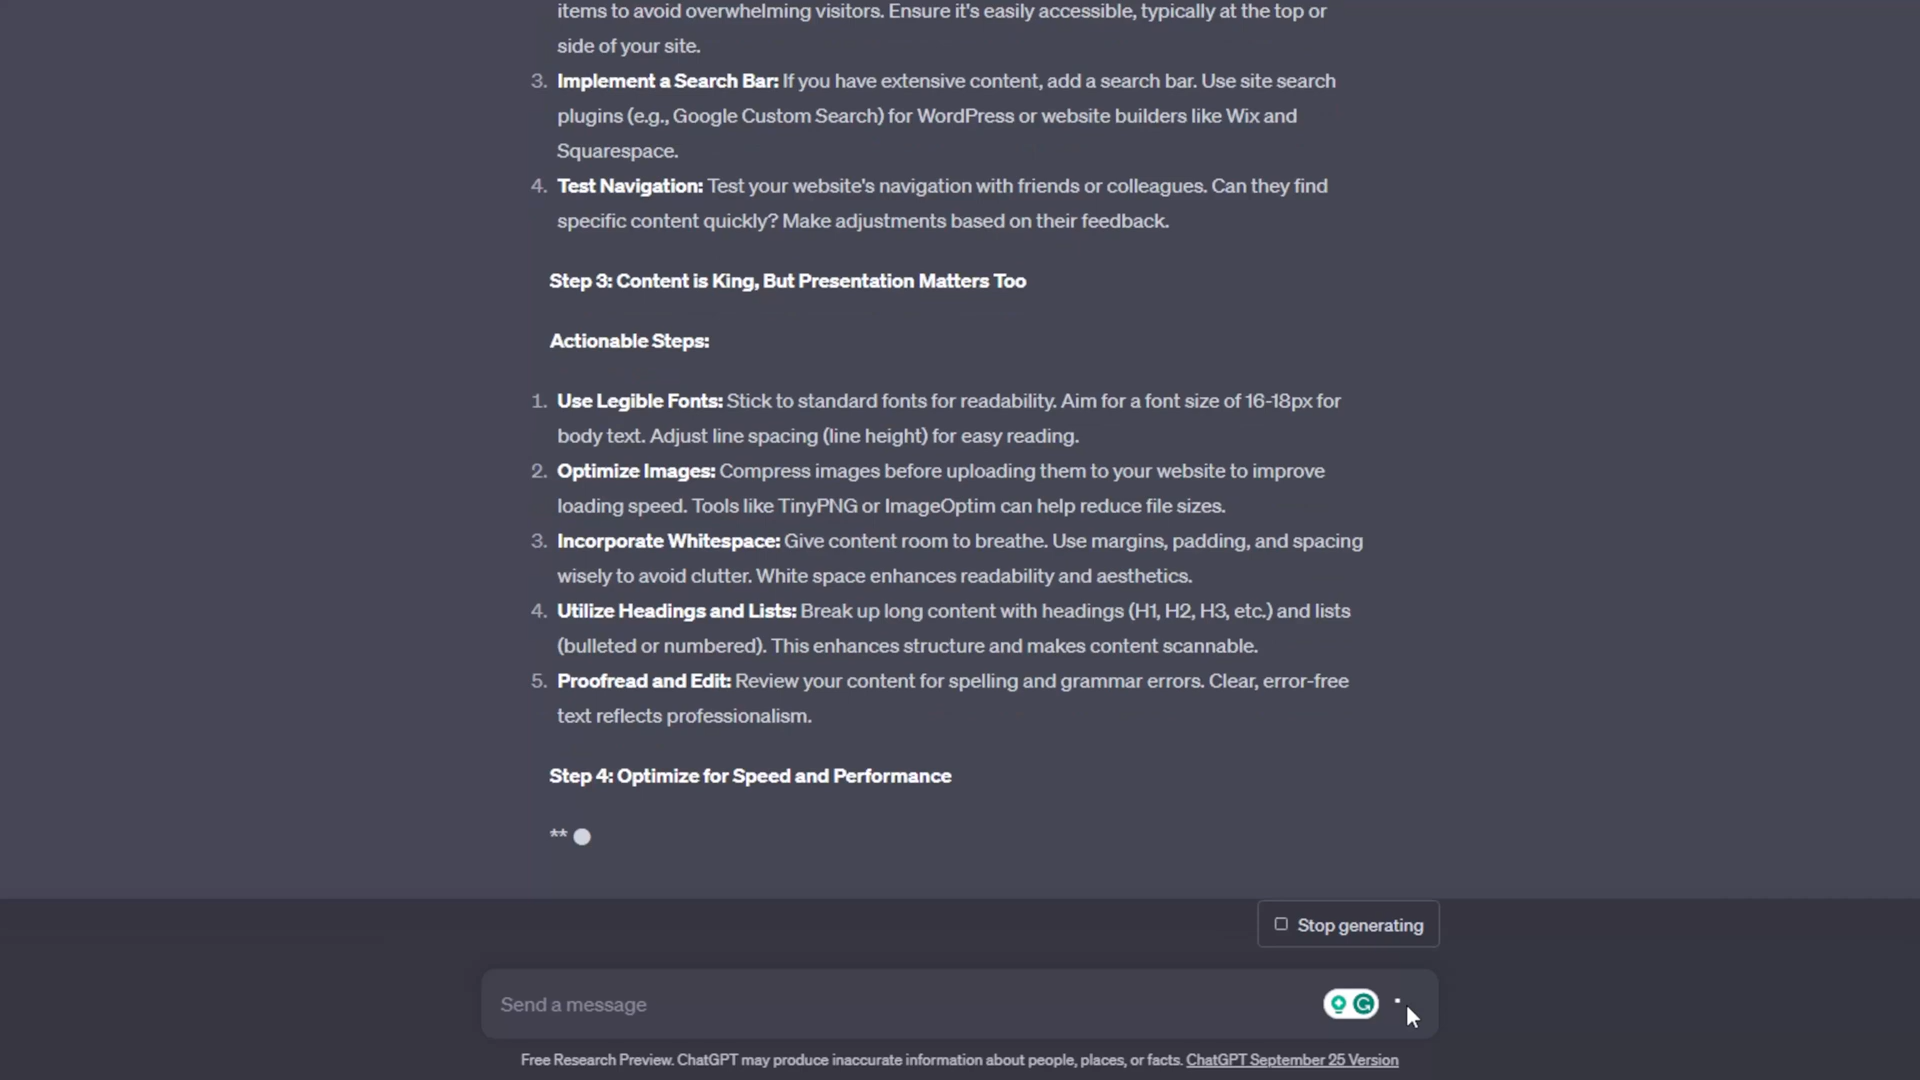 items to avoid overwhelming visitors. Ensure it's easily accessible, typically at the top or
side of your site.
3. Implement a Search Bar: If you have extensive content, add a search bar. Use site search
plugins (e.g., Google Custom Search) for WordPress or website builders like Wix and
Squarespace.
4. Test Navigation: Test your website's navigation with friends or colleagues. Can they find
specific content quickly? Make adjustments based on their feedback.
Step 3: Content is King, But Presentation Matters Too
Actionable Steps:
1. Use Legible Fonts: Stick to standard fonts for readability. Aim for a font size of 16-18px for
body text. Adjust line spacing (line height) for easy reading.
2. Optimize Images: Compress images before uploading them to your website to improve
loading speed. Tools like TinyPNG or ImageOptim can help reduce file sizes.
3. Incorporate Whitespace: Give content room to breathe. Use margins, padding, and spacing
wisely to avoid clutter. White space enhances readability and aesthetics.
4. Utilize Headings and Lists: Break up long content with headings (H1, H2, H3, etc.) and lists
(bulleted or numbered). This enhances structure and makes content scannable.
5. Proofread and Edit: Review your content for spelling and grammar errors. Clear, error-free
text reflects professionalism.
Step 4: Optimize for Speed and Performance
**
Stop generating
Send a message
Free Research Preview. ChatGPT may produce inaccurate information about people, places, or facts. ChatGPT September 25 Version